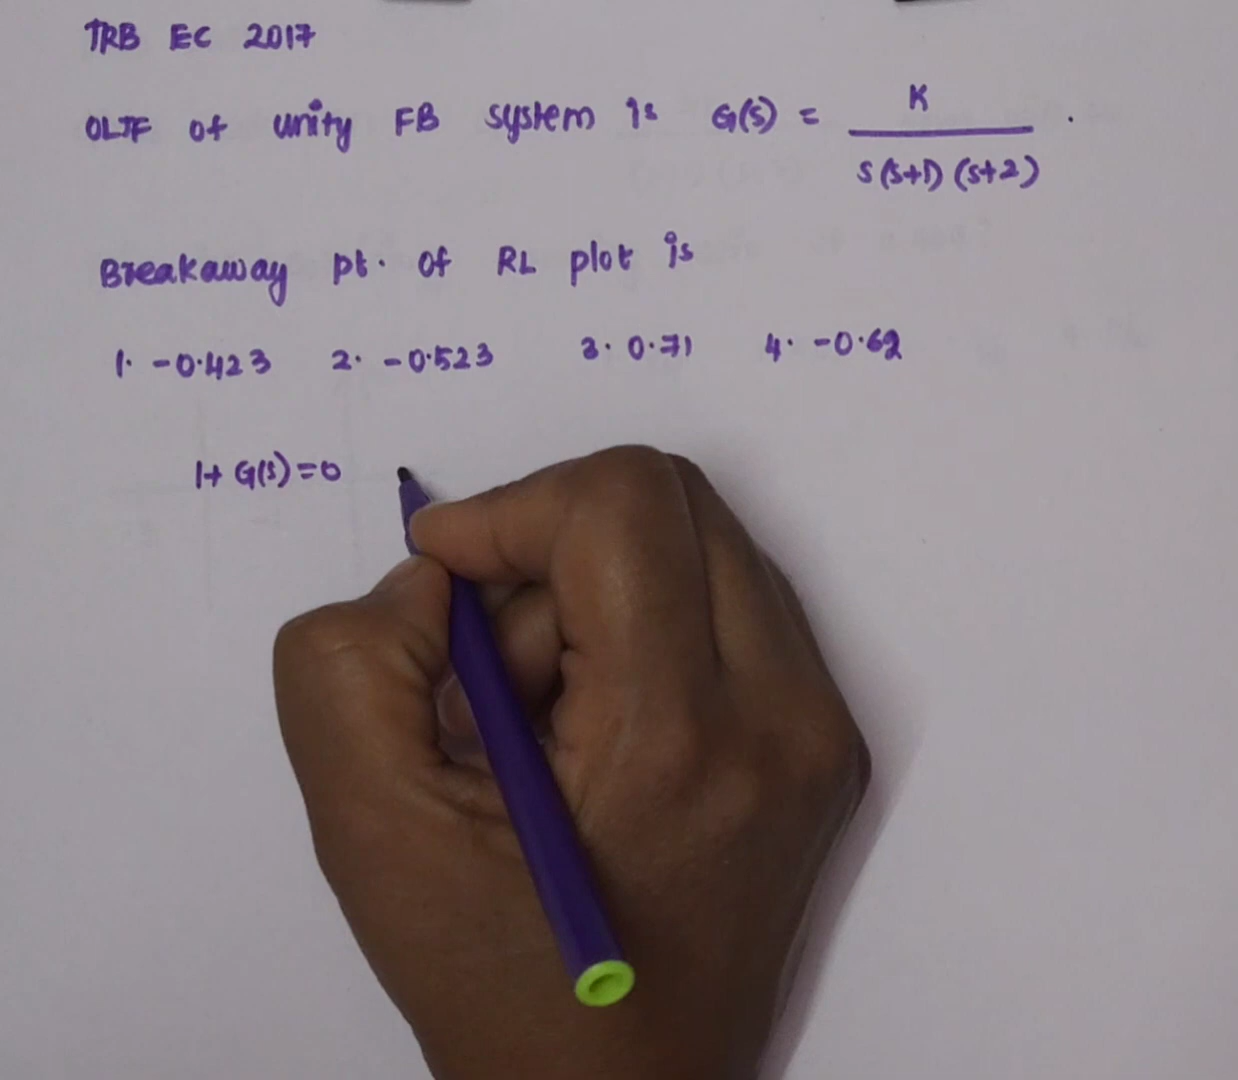 TRB EC 2017
OLTF of unity FB system is G(s) = K / s(s+1)(s+2) .
Breakaway pt. of RL plot is
1. -0.423 2. -0.523 3. 0.71 4. -0.62
1+ G(s) = 0